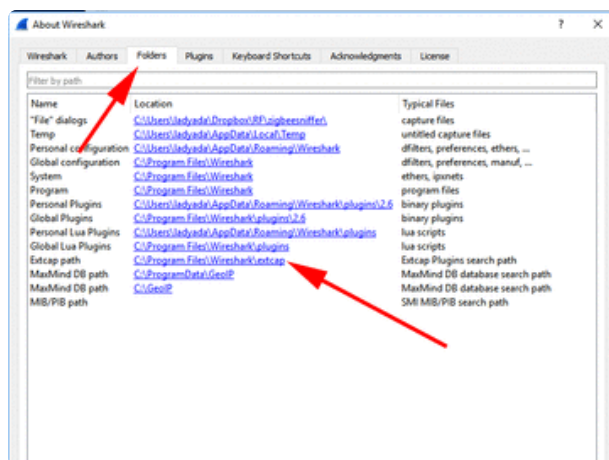 About Wireshark ? ×
Wireshark Authors Folders Plugins Keyboard Shortcuts Acknowledgments License
Filter by path
Name Location Typical Files
"File" dialogs C:\Users\ladyada\Dropbox\RF\zigbeesniffer\ capture files
Temp C:\Users\ladyada\AppData\Local\Temp untitled capture files
Personal configuration C:\Users\ladyada\AppData\Roaming\Wireshark dfilters, preferences, ethers, ...
Global configuration C:\Program Files\Wireshark dfilters, preferences, manuf, ...
System C:\Program Files\Wireshark ethers, ipxnets
Program C:\Program Files\Wireshark program files
Personal Plugins C:\Users\ladyada\AppData\Roaming\Wireshark\plugins\2.6 binary plugins
Global Plugins C:\Program Files\Wireshark\plugins\2.6 binary plugins
Personal Lua Plugins C:\Users\ladyada\AppData\Roaming\Wireshark\plugins lua scripts
Global Lua Plugins C:\Program Files\Wireshark\plugins lua scripts
Extcap path C:\Program Files\Wireshark\extcap Extcap Plugins search path
MaxMind DB path C:\ProgramData\GeoIP MaxMind DB database search path
MaxMind DB path C:\GeoIP MaxMind DB database search path
MIB/PIB path SMI MIB/PIB search path